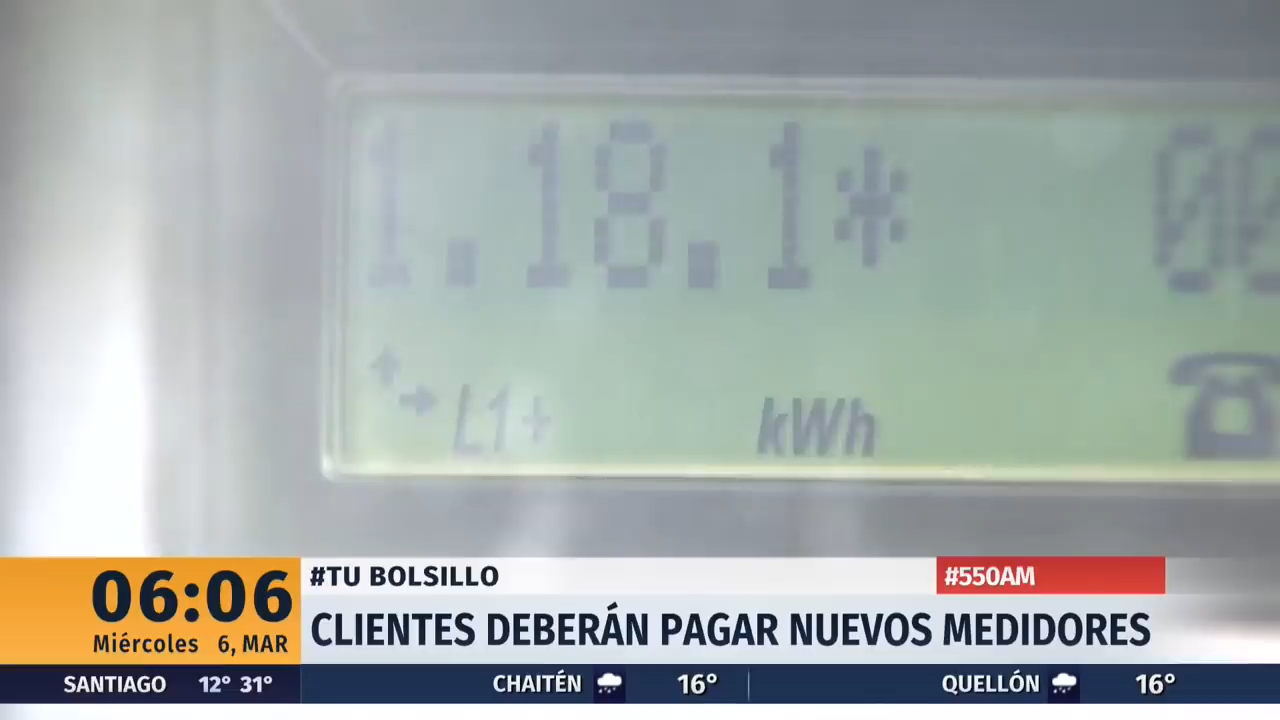 1.18.1* 00
L1+ kWh
#TU BOLSILLO
#550AM
CLIENTES DEBERÁN PAGAR NUEVOS MEDIDORES
06:06
Miércoles 6, MAR
SANTIAGO 12° 31° CHAITÉN 16° QUELLÓN 16°